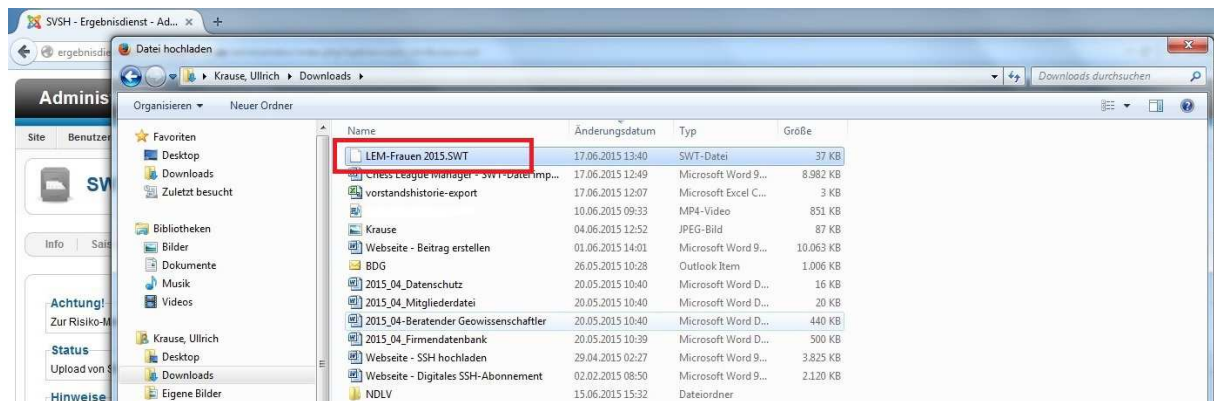 SVSH - Ergebnisdienst - Ad... × +
ergebnisdie
Datei hochladen
x
Krause, Ullrich ▸ Downloads ▸
Downloads durchsuchen
Adminis
Organisieren ▾ Neuer Ordner
Site Benutzer
SW
Info Sais
Achtung!
Zur Risiko-M
Status
Upload von S
Hinweise
Favoriten
Desktop
Downloads
Zuletzt besucht
Bibliotheken
Bilder
Dokumente
Musik
Videos
Krause, Ullrich
Desktop
Downloads
Eigene Bilder
Name Änderungsdatum Typ Größe
LEM-Frauen 2015.SWT 17.06.2015 13:40 SWT-Datei 37 KB
Chess League Manager - SWT-Datei imp... 17.06.2015 12:49 Microsoft Word 9... 8.982 KB
vorstandshistorie-export 17.06.2015 12:07 Microsoft Excel C... 3 KB
10.06.2015 09:33 MP4-Video 851 KB
Krause 04.06.2015 12:52 JPEG-Bild 87 KB
Webseite - Beitrag erstellen 01.06.2015 14:01 Microsoft Word 9... 10.063 KB
BDG 26.05.2015 10:28 Outlook Item 1.006 KB
2015_04_Datenschutz 20.05.2015 10:40 Microsoft Word D... 16 KB
2015_04_Mitgliederdatei 20.05.2015 10:40 Microsoft Word D... 20 KB
2015_04-Beratender Geowissenschaftler 20.05.2015 10:40 Microsoft Word D... 440 KB
2015_04_Firmendatenbank 20.05.2015 10:39 Microsoft Word D... 500 KB
Webseite - SSH hochladen 29.04.2015 02:27 Microsoft Word 9... 3.825 KB
Webseite - Digitales SSH-Abonnement 02.02.2015 08:50 Microsoft Word 9... 2.120 KB
NDLV 15.06.2015 15:32 Dateiordner